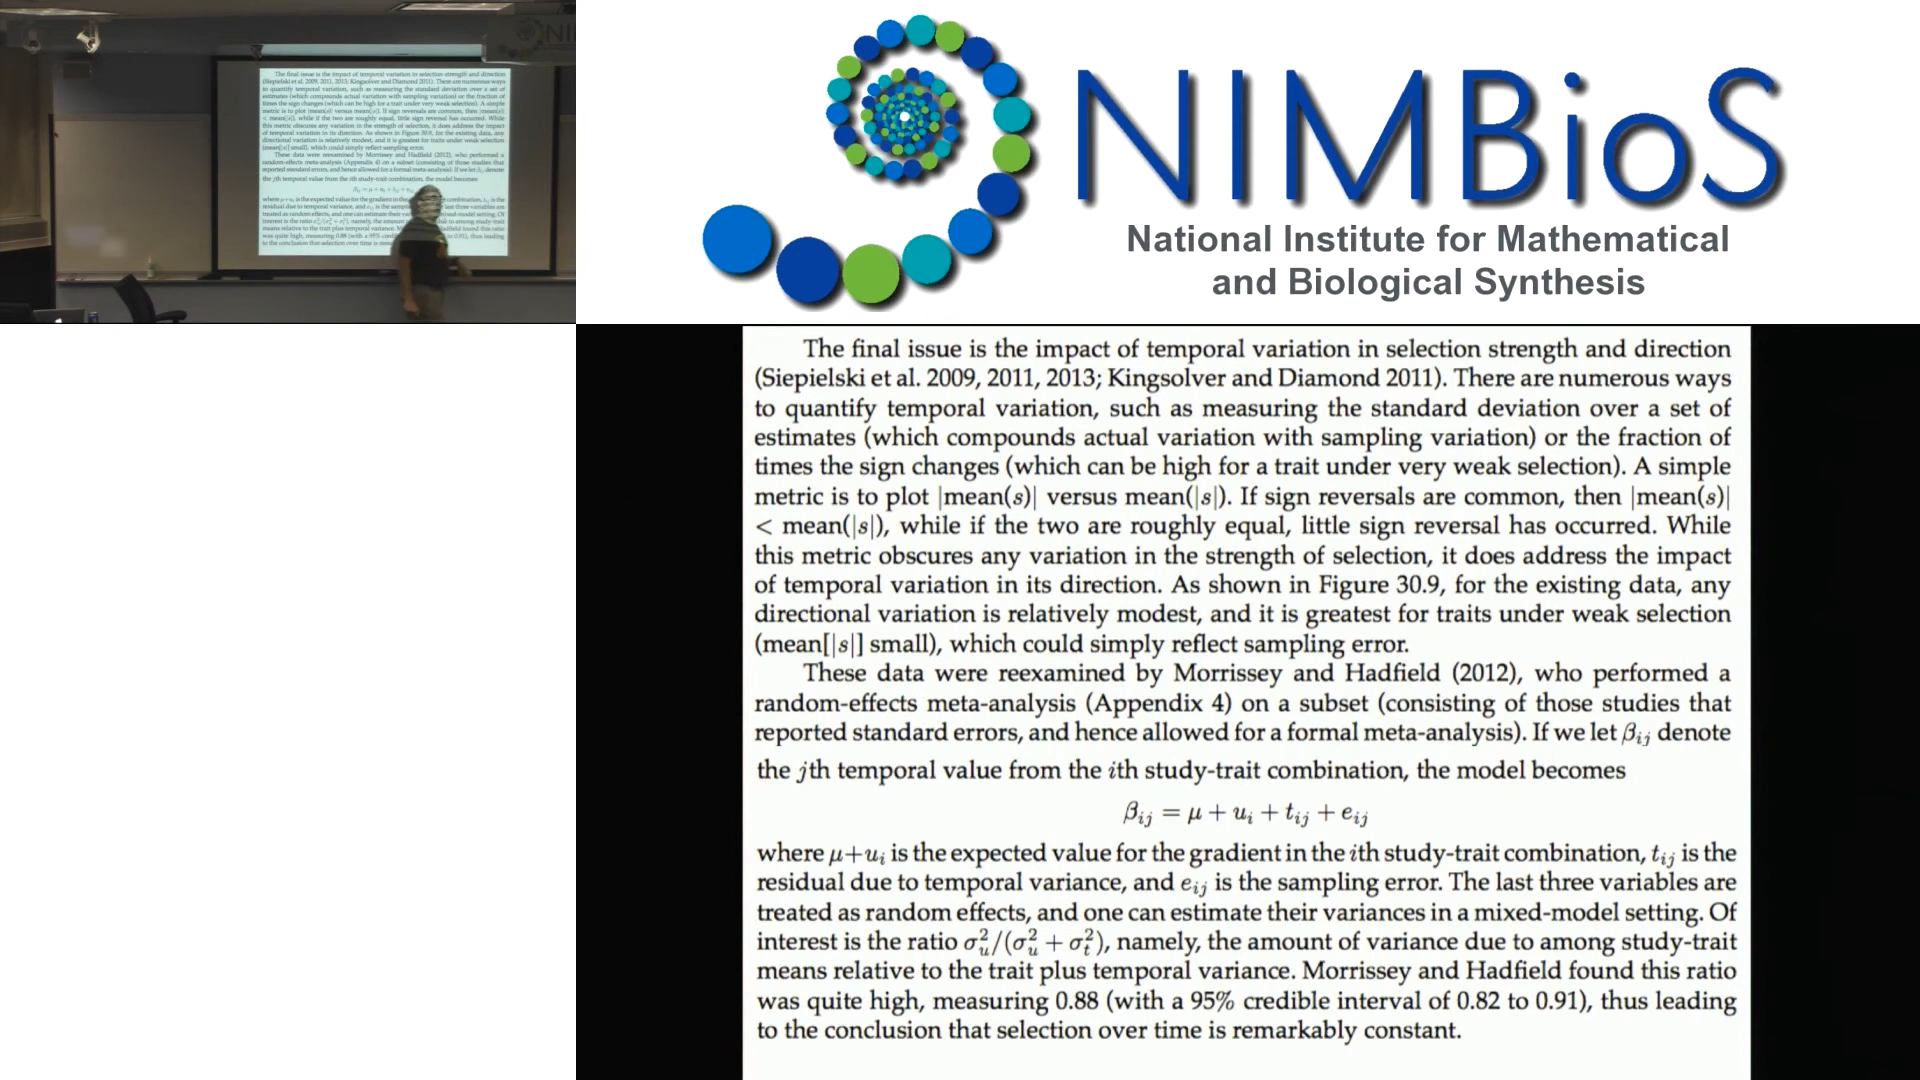 NIMBioS
National Institute for Mathematical
and Biological Synthesis
The final issue is the impact of temporal variation in selection strength and direction
(Siepielski et al. 2009, 2011, 2013; Kingsolver and Diamond 2011). There are numerous ways
to quantify temporal variation, such as measuring the standard deviation over a set of
estimates (which compounds actual variation with sampling variation) or the fraction of
times the sign changes (which can be high for a trait under very weak selection). A simple
metric is to plot |mean(s)| versus mean(|s|). If sign reversals are common, then |mean(s)|
< mean(|s|), while if the two are roughly equal, little sign reversal has occurred. While
this metric obscures any variation in the strength of selection, it does address the impact
of temporal variation in its direction. As shown in Figure 30.9, for the existing data, any
directional variation is relatively modest, and it is greatest for traits under weak selection
(mean[|s|] small), which could simply reflect sampling error.
These data were reexamined by Morrissey and Hadfield (2012), who performed a
random-effects meta-analysis (Appendix 4) on a subset (consisting of those studies that
reported standard errors, and hence allowed for a formal meta-analysis). If we let βij denote
the jth temporal value from the ith study-trait combination, the model becomes
βij = μ + ui + tij + eij
where μ+ui is the expected value for the gradient in the ith study-trait combination, tij is the
residual due to temporal variance, and eij is the sampling error. The last three variables are
treated as random effects, and one can estimate their variances in a mixed-model setting. Of
interest is the ratio σ²u/(σ²u + σ²t), namely, the amount of variance due to among study-trait
means relative to the trait plus temporal variance. Morrissey and Hadfield found this ratio
was quite high, measuring 0.88 (with a 95% credible interval of 0.82 to 0.91), thus leading
to the conclusion that selection over time is remarkably constant.